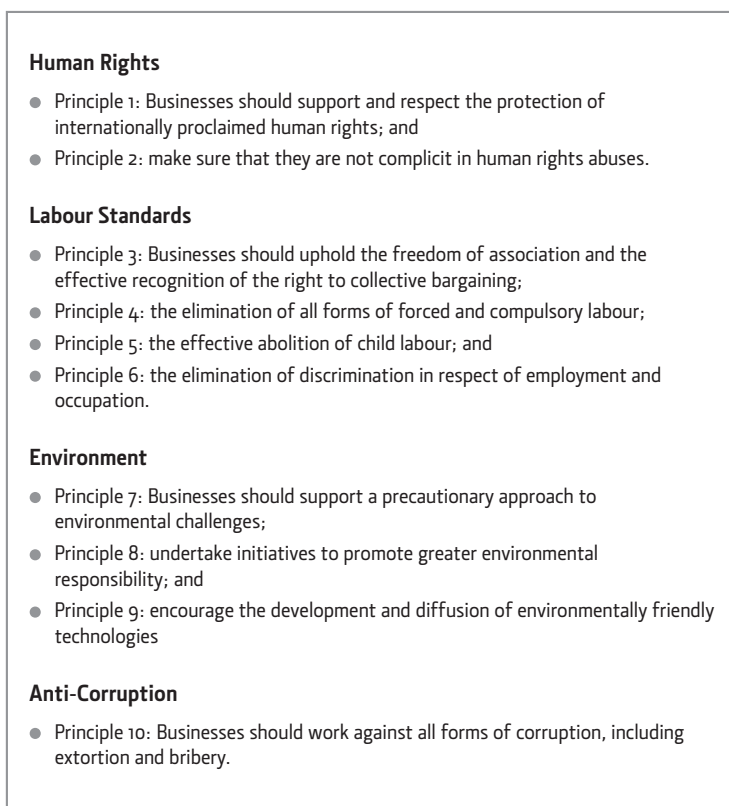 Human Rights
● Principle 1: Businesses should support and respect the protection of
internationally proclaimed human rights; and
● Principle 2: make sure that they are not complicit in human rights abuses.
Labour Standards
● Principle 3: Businesses should uphold the freedom of association and the
effective recognition of the right to collective bargaining;
● Principle 4: the elimination of all forms of forced and compulsory labour;
● Principle 5: the effective abolition of child labour; and
● Principle 6: the elimination of discrimination in respect of employment and
occupation.
Environment
● Principle 7: Businesses should support a precautionary approach to
environmental challenges;
● Principle 8: undertake initiatives to promote greater environmental
responsibility; and
● Principle 9: encourage the development and diffusion of environmentally friendly
technologies
Anti-Corruption
● Principle 10: Businesses should work against all forms of corruption, including
extortion and bribery.